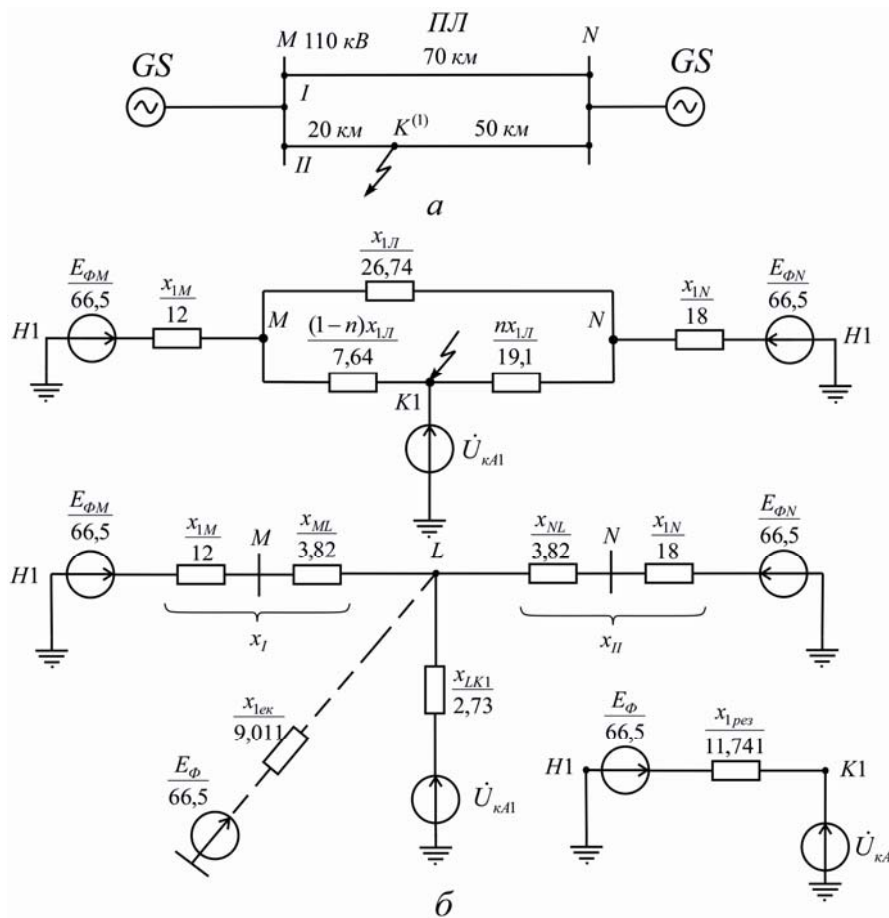 ПЛ
M 110 кВ
N
GS
70 км
GS
I
20 км
K⁽¹⁾
50 км
II
а
x₁Л
26,74
EФM
66,5
x₁M
12
M
(1−n)x₁Л
7,64
nx₁Л
19,1
N
x₁N
18
EФN
66,5
H1
H1
K1
U̇кA1
EФM
66,5
x₁M
12
M
xML
3,82
L
xNL
3,82
N
x₁N
18
EФN
66,5
H1
xI
xII
xLK1
2,73
x₁ек
9,011
EФ
66,5
U̇кA1
EФ
66,5
x₁рез
11,741
H1
K1
U̇кA
б